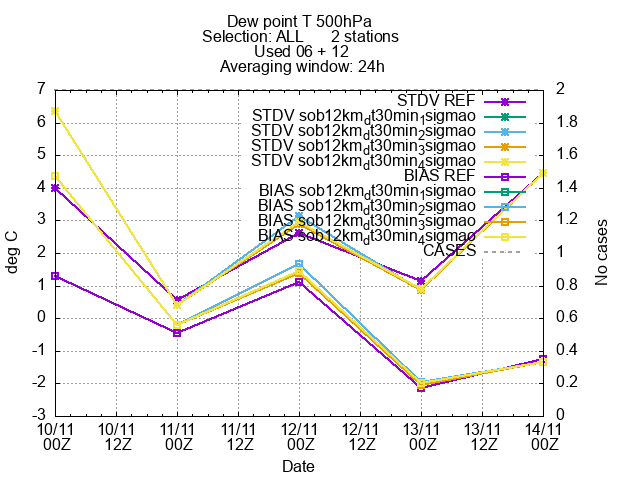 Dew point T 500hPa
Selection: ALL 2 stations
Used 06 + 12
Averaging window: 24h
7 2
6 1.8
5 1.6
4 1.4
3 1.2
2 1
1 0.8
0 0.6
-1 0.4
-2 0.2
-3 0
deg C
No cases
STDV REF
STDV sob12km_dt30min_1sigmao
STDV sob12km_dt30min_2sigmao
STDV sob12km_dt30min_3sigmao
STDV sob12km_dt30min_4sigmao
BIAS REF
BIAS sob12km_dt30min_1sigmao
BIAS sob12km_dt30min_2sigmao
BIAS sob12km_dt30min_3sigmao
BIAS sob12km_dt30min_4sigmao
CASES
10/11 10/11 11/11 11/11 12/11 12/11 13/11 13/11 14/11
00Z 12Z 00Z 12Z 00Z 12Z 00Z 12Z 00Z
Date